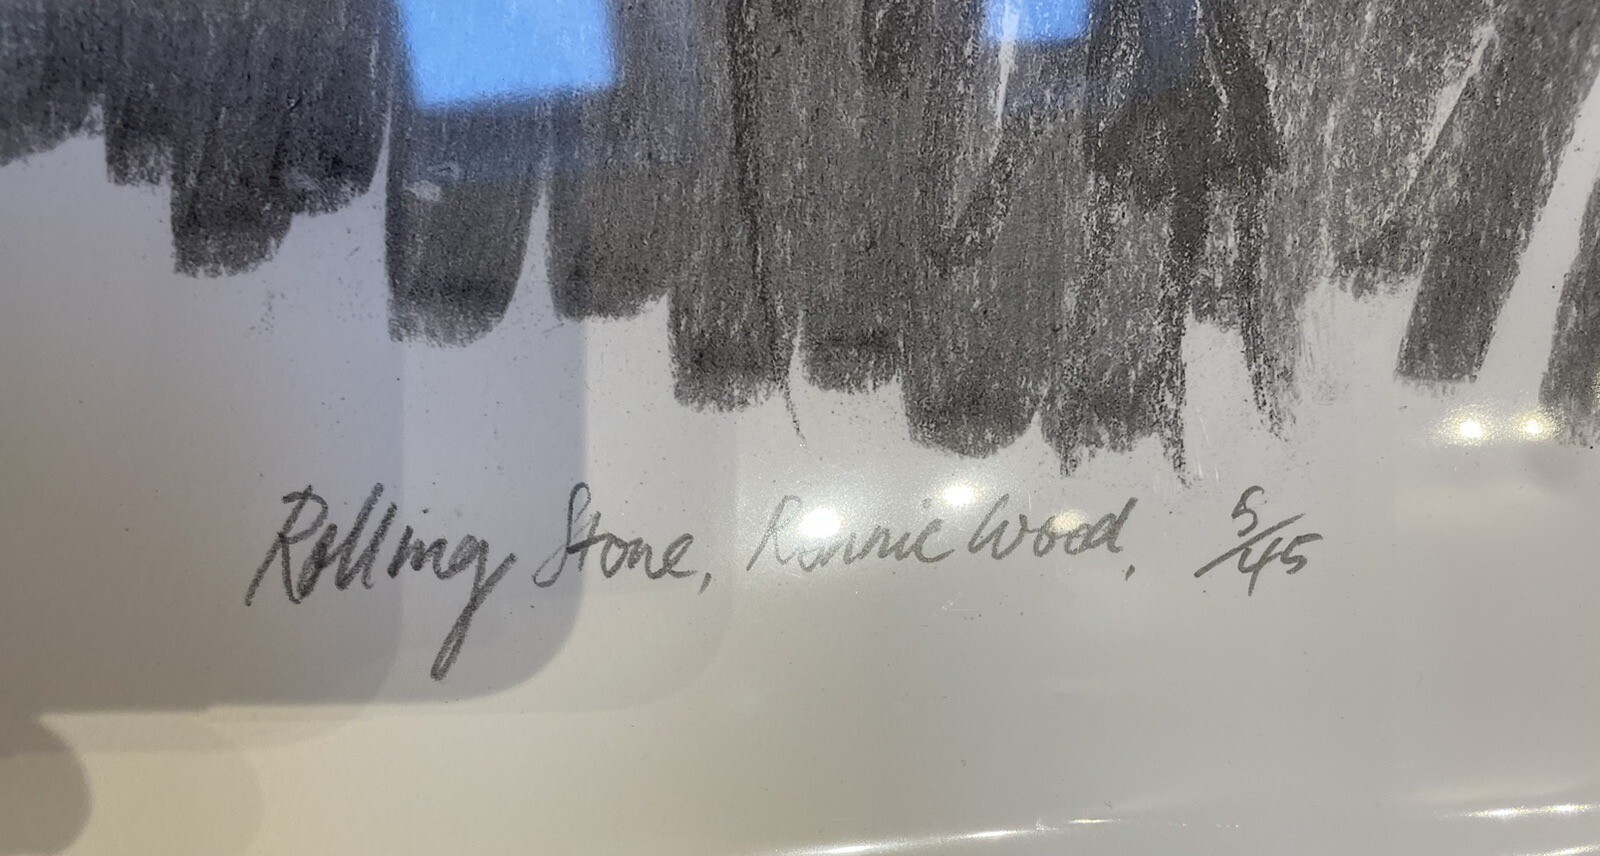 Rolling Stone, Ronnie Wood, 5/45